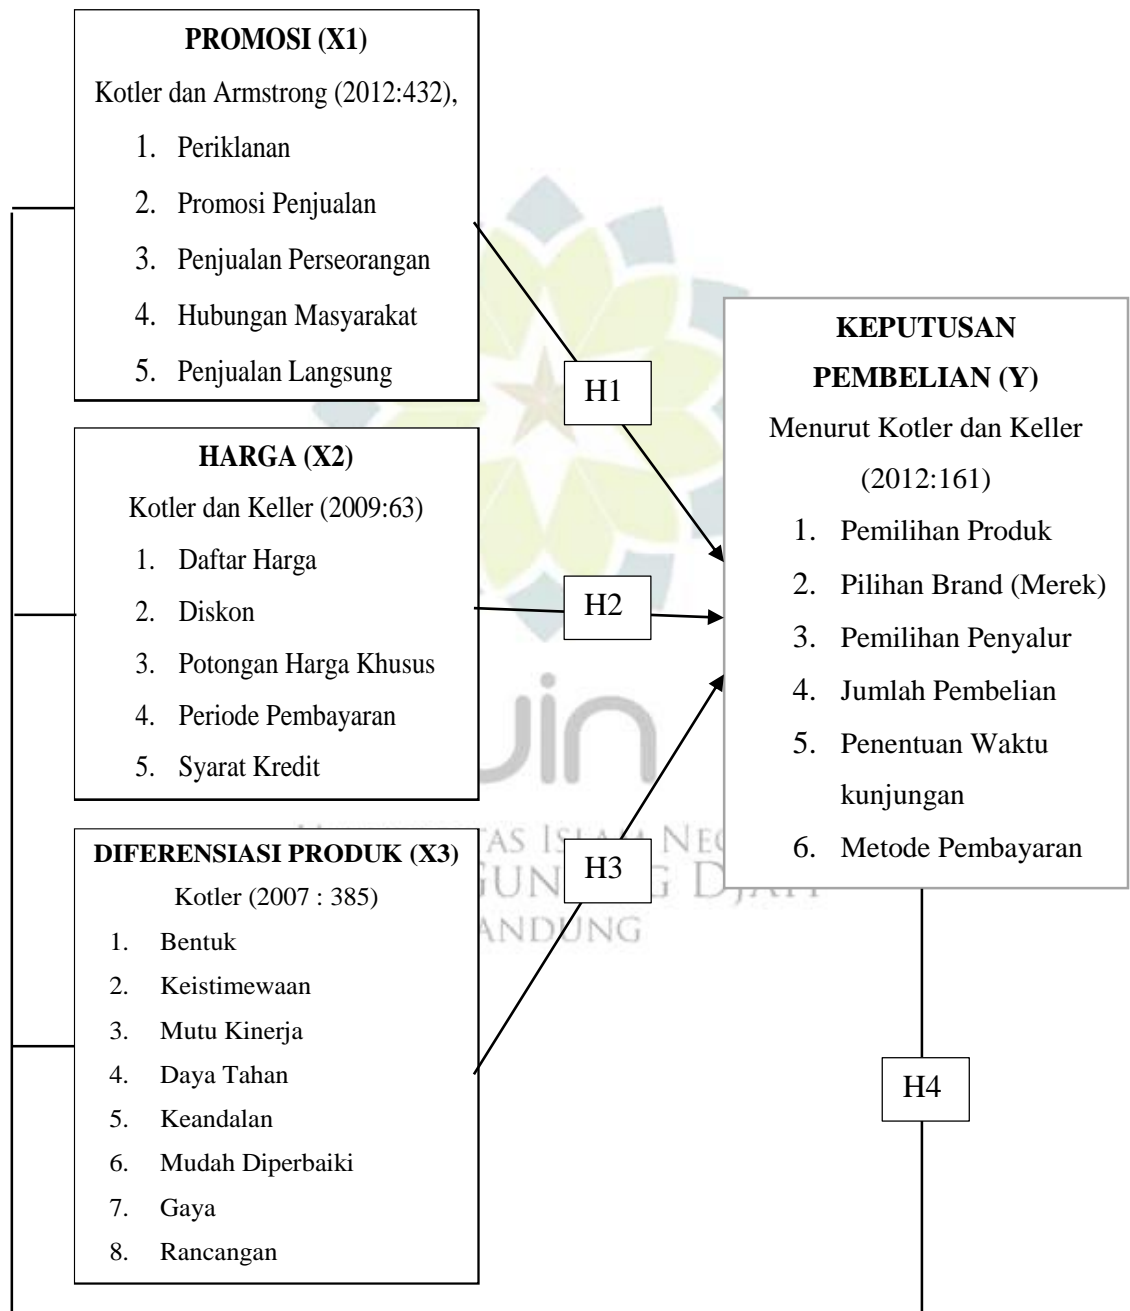 PROMOSI (X1)
Kotler dan Armstrong (2012:432),
1. Periklanan
2. Promosi Penjualan
3. Penjualan Perseorangan
4. Hubungan Masyarakat
5. Penjualan Langsung
HARGA (X2)
Kotler dan Keller (2009:63)
1. Daftar Harga
2. Diskon
3. Potongan Harga Khusus
4. Periode Pembayaran
5. Syarat Kredit
DIFERENSIASI PRODUK (X3)
Kotler (2007 : 385)
1. Bentuk
2. Keistimewaan
3. Mutu Kinerja
4. Daya Tahan
5. Keandalan
6. Mudah Diperbaiki
7. Gaya
8. Rancangan
H1
H2
H3
KEPUTUSAN
PEMBELIAN (Y)
Menurut Kotler dan Keller
(2012:161)
1. Pemilihan Produk
2. Pilihan Brand (Merek)
3. Pemilihan Penyalur
4. Jumlah Pembelian
5. Penentuan Waktu
kunjungan
6. Metode Pembayaran
H4
uin